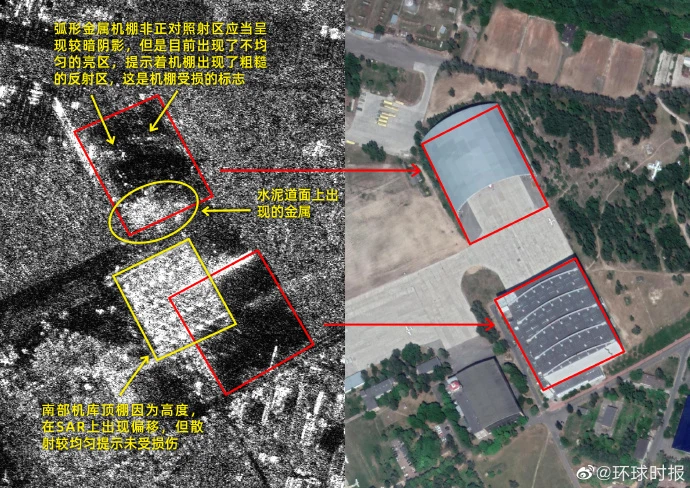 弧形金属机棚非正对照射区应当呈
现较暗阴影，但是目前出现了不均
匀的亮区，提示着机棚出现了粗糙
的反射区，这是机棚受损的标志
水泥道面上出
现的金属
南部机库顶棚因为高度，
在SAR上出现偏移，但散
射较均匀提示未受损伤
@环球时报